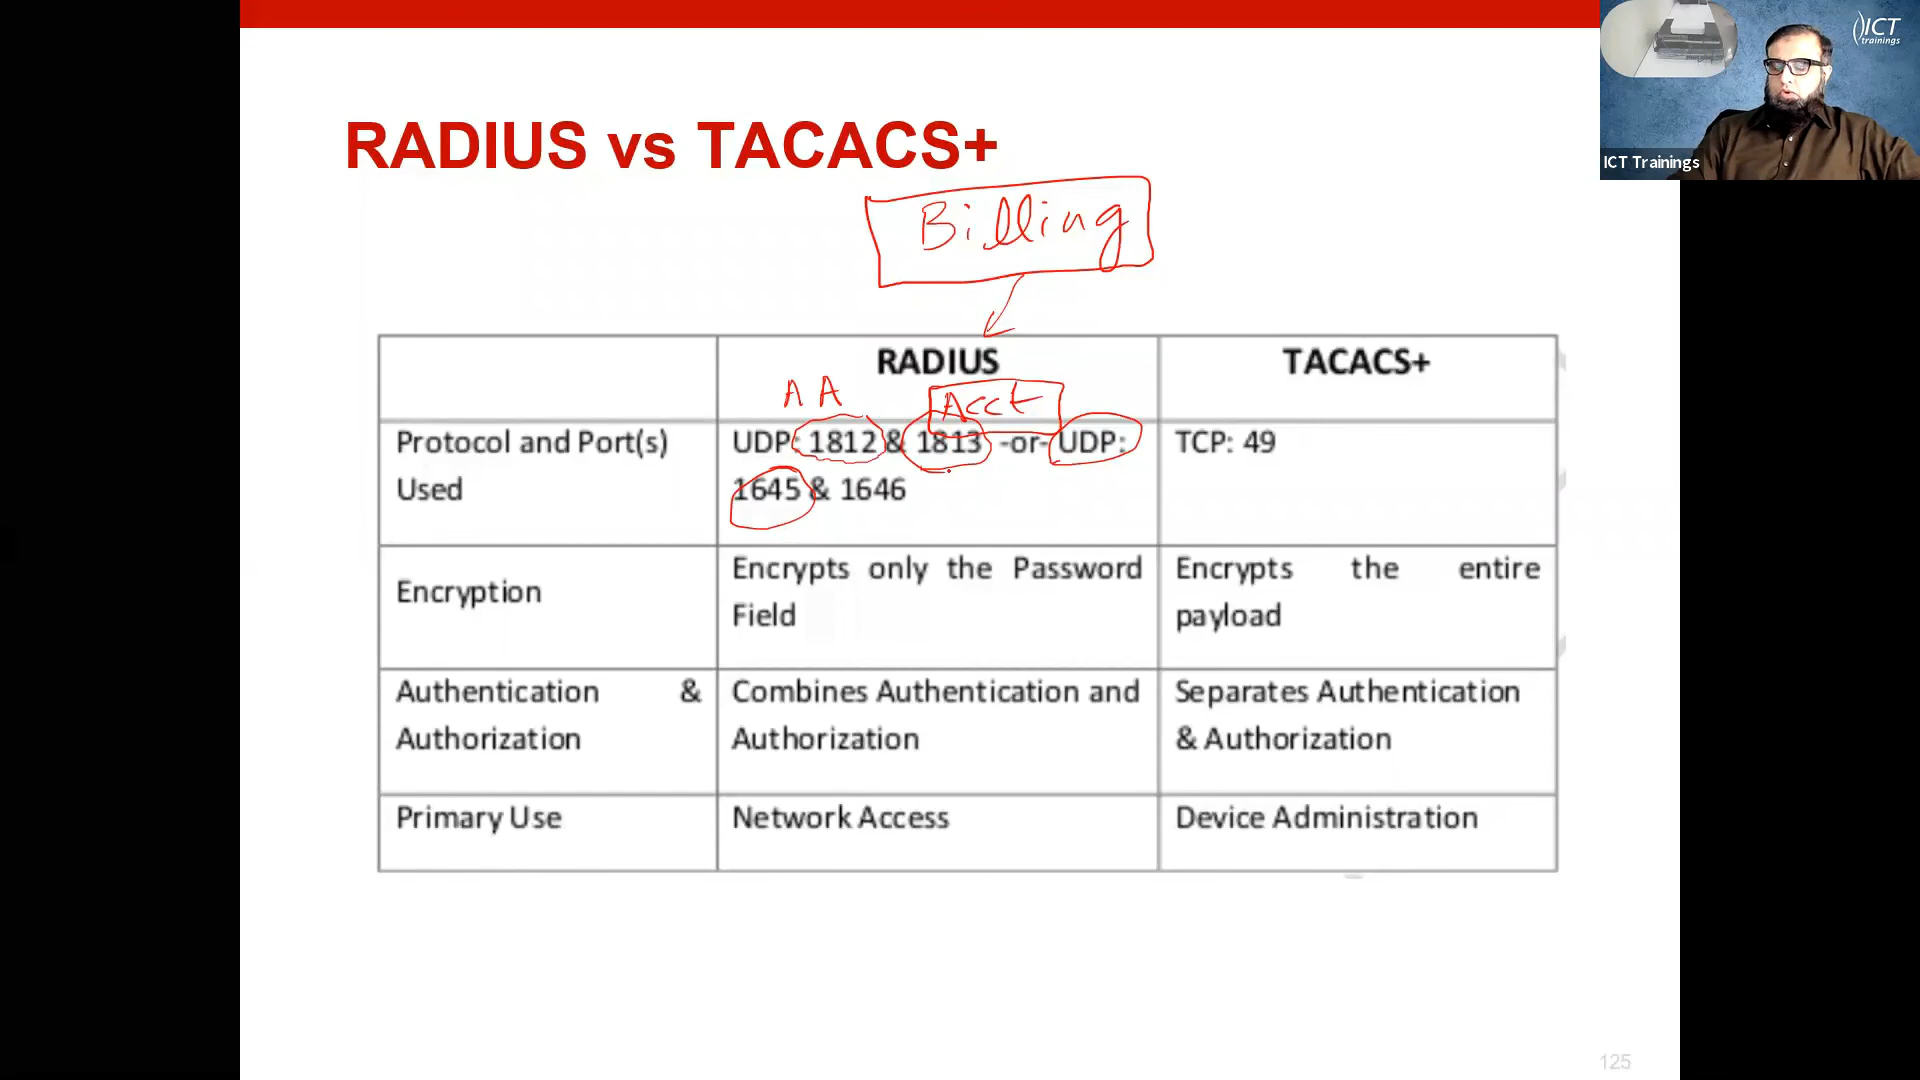 ICT
trainings
ICT Trainings
RADIUS vs TACACS+
Billing
RADIUS
TACACS+
A A
Acct
Protocol and Port(s)
Used
UDP: 1812 & 1813 -or- UDP:
1645 & 1646
TCP: 49
Encryption
Encrypts only the Password
Field
Encrypts the entire
payload
Authentication &
Authorization
Combines Authentication and
Authorization
Separates Authentication
& Authorization
Primary Use
Network Access
Device Administration
125